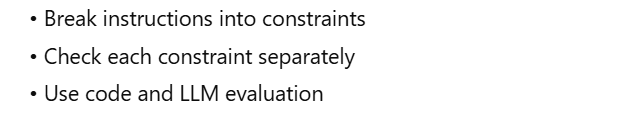 • Break instructions into constraints
• Check each constraint separately
• Use code and LLM evaluation